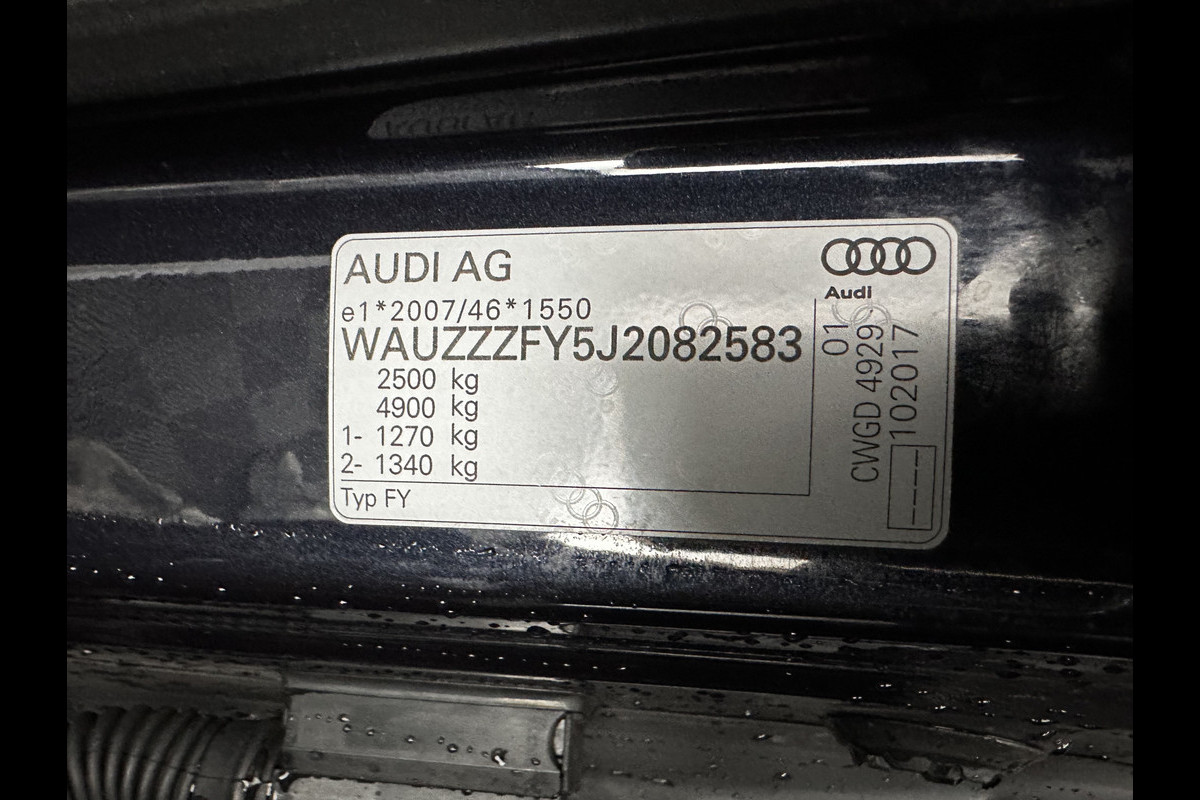 AUDI AG
e1*2007/46*1550
WAUZZZFY5J2082583
2500 kg
4900 kg
1- 1270 kg
2- 1340 kg
Typ FY
Audi
01
CWGD 4929
102017